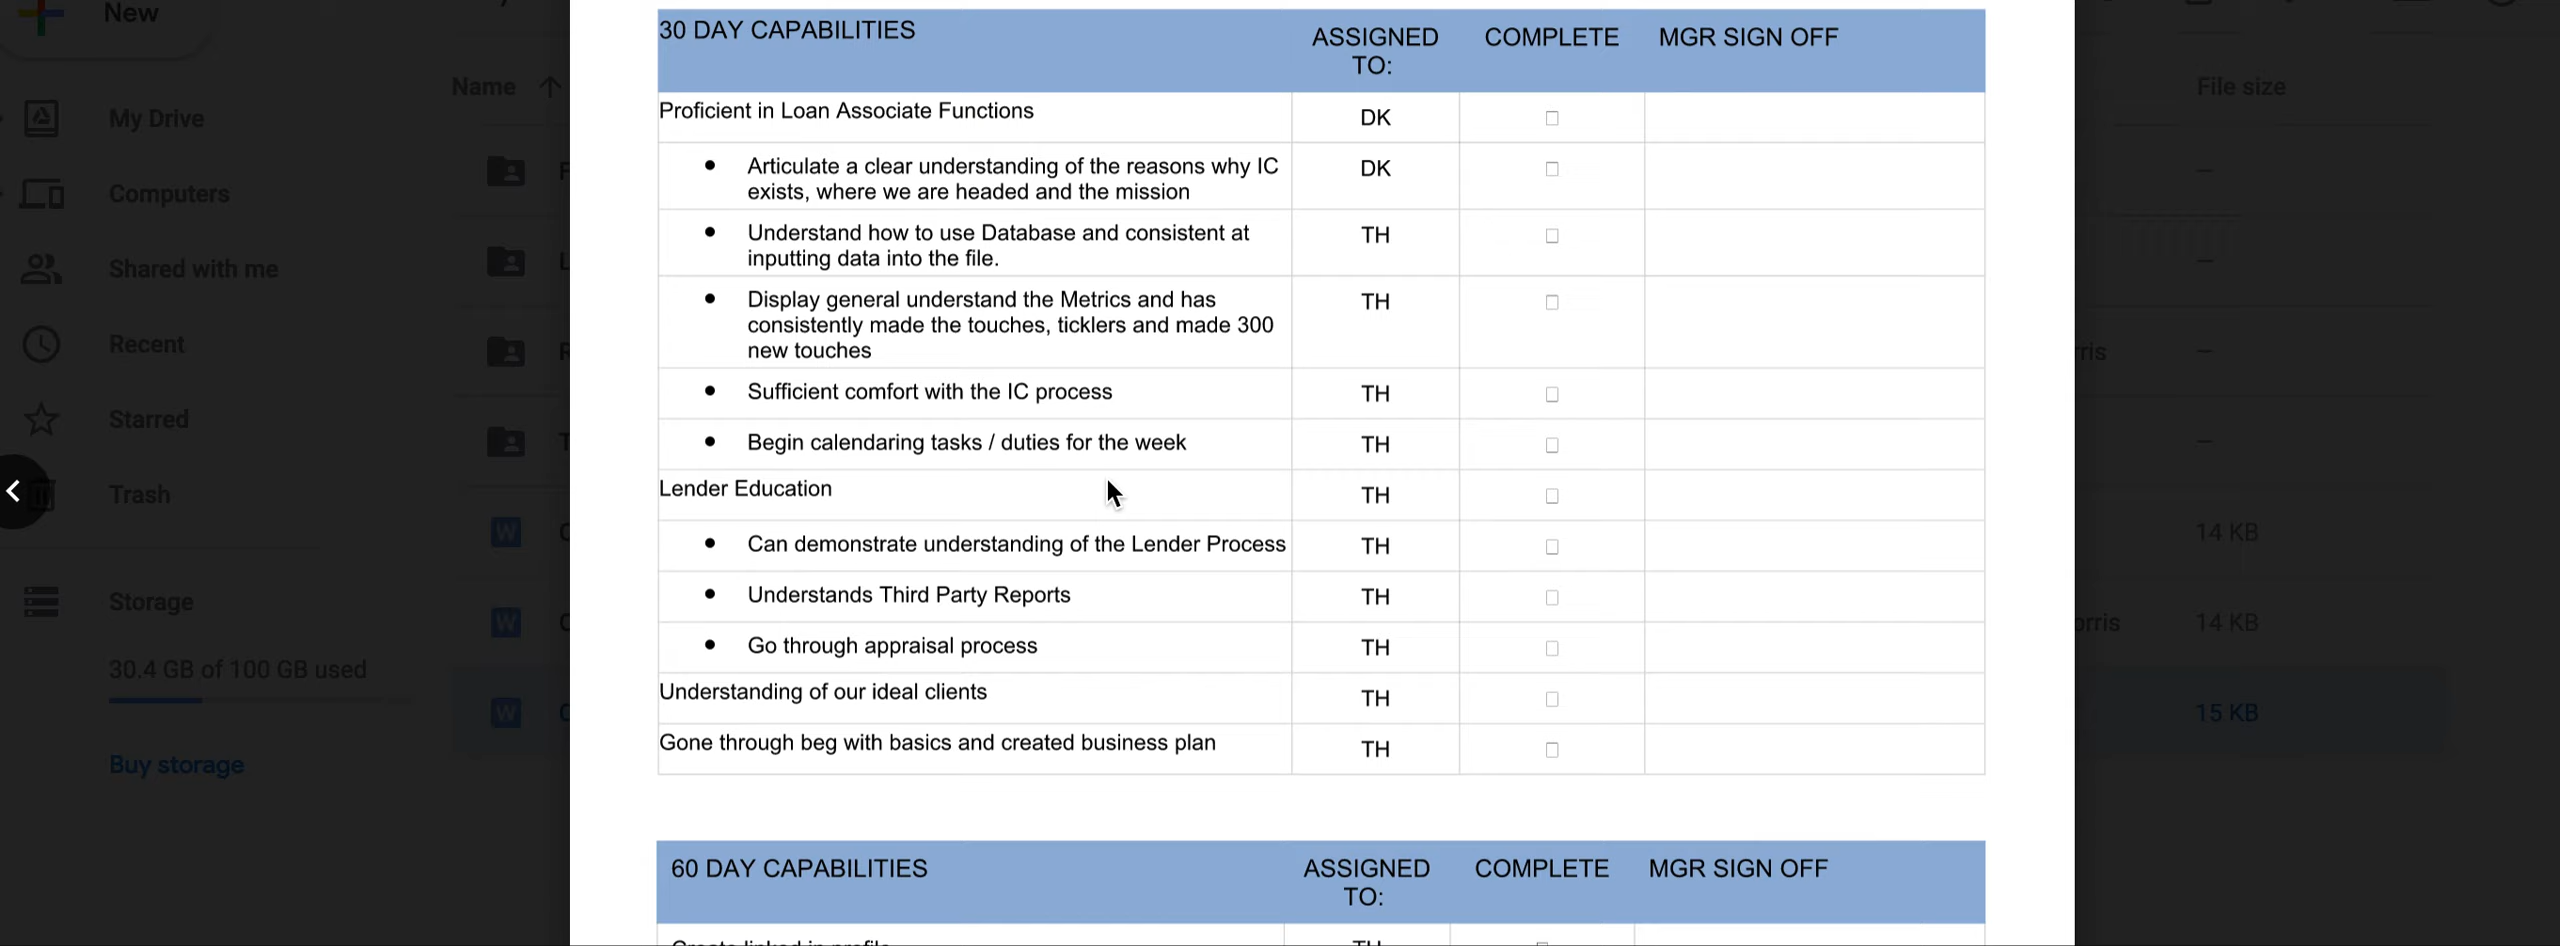 New
Name
File size
My Drive
Computers
Shared with me
Recent
Starred
Trash
Storage
30.4 GB of 100 GB used
Buy storage
14 KB
14 KB
15 KB
30 DAY CAPABILITIES
ASSIGNED
TO:
COMPLETE
MGR SIGN OFF
Proficient in Loan Associate Functions
DK
• Articulate a clear understanding of the reasons why IC
exists, where we are headed and the mission
DK
• Understand how to use Database and consistent at
inputting data into the file.
TH
• Display general understand the Metrics and has
consistently made the touches, ticklers and made 300
new touches
TH
• Sufficient comfort with the IC process
TH
• Begin calendaring tasks / duties for the week
TH
Lender Education
TH
• Can demonstrate understanding of the Lender Process
TH
• Understands Third Party Reports
TH
• Go through appraisal process
TH
Understanding of our ideal clients
TH
Gone through beg with basics and created business plan
TH
60 DAY CAPABILITIES
ASSIGNED
TO:
COMPLETE
MGR SIGN OFF